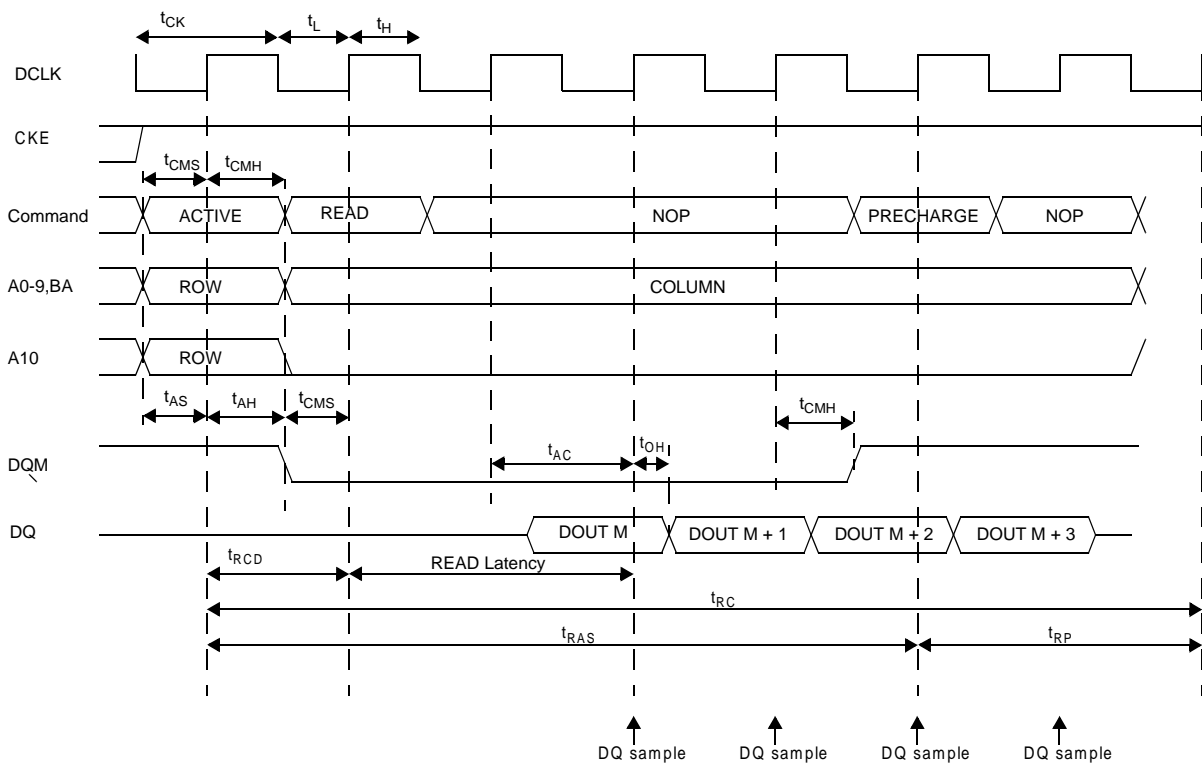 tCK tL tH
DCLK
CKE
tCMS tCMH
Command ACTIVE READ NOP PRECHARGE NOP
A0-9,BA ROW COLUMN
A10 ROW
tAS tAH tCMS tCMH
DQM tAC tOH
DQ DOUT M DOUT M + 1 DOUT M + 2 DOUT M + 3
tRCD READ Latency
tRC
tRAS tRP
DQ sample DQ sample DQ sample DQ sample